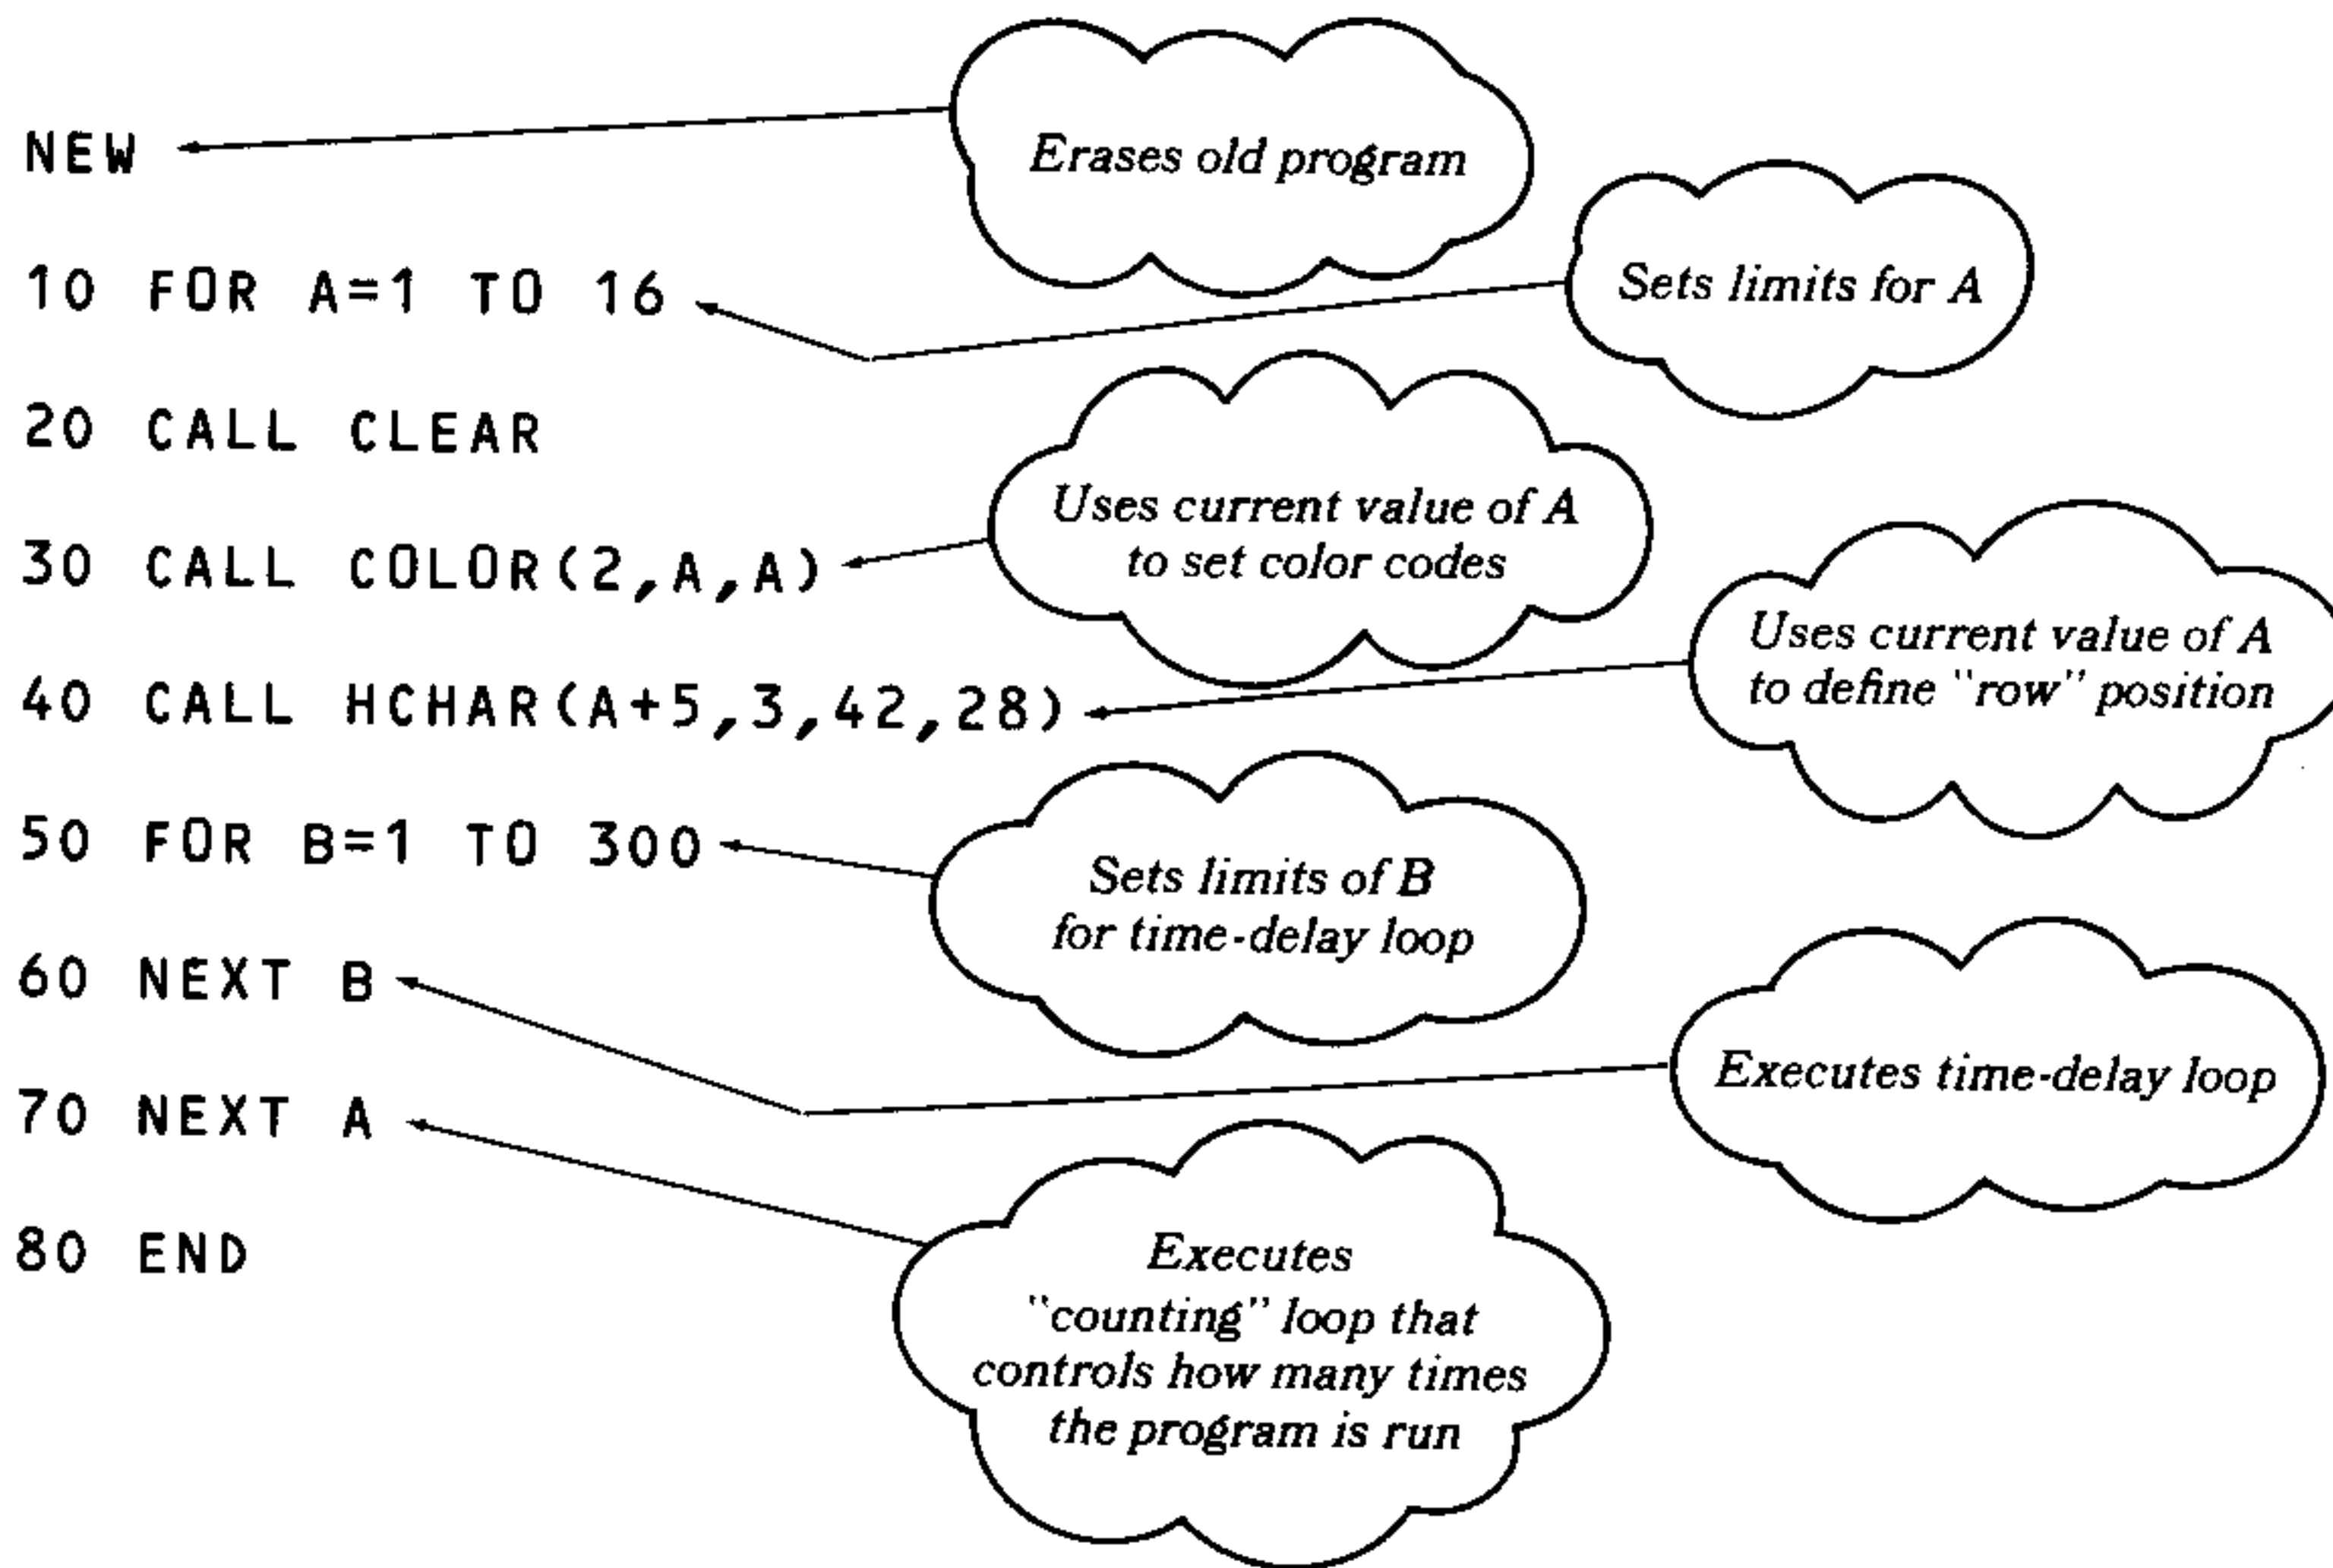 NEW
Erases old program
10 FOR A=1 TO 16
Sets limits for A
20 CALL CLEAR
30 CALL COLOR(2,A,A)
Uses current value of A
to set color codes
40 CALL HCHAR(A+5,3,42,28)
Uses current value of A
to define "row" position
50 FOR B=1 TO 300
Sets limits of B
for time-delay loop
60 NEXT B
Executes time-delay loop
70 NEXT A
Executes
"counting" loop that
controls how many times
the program is run
80 END